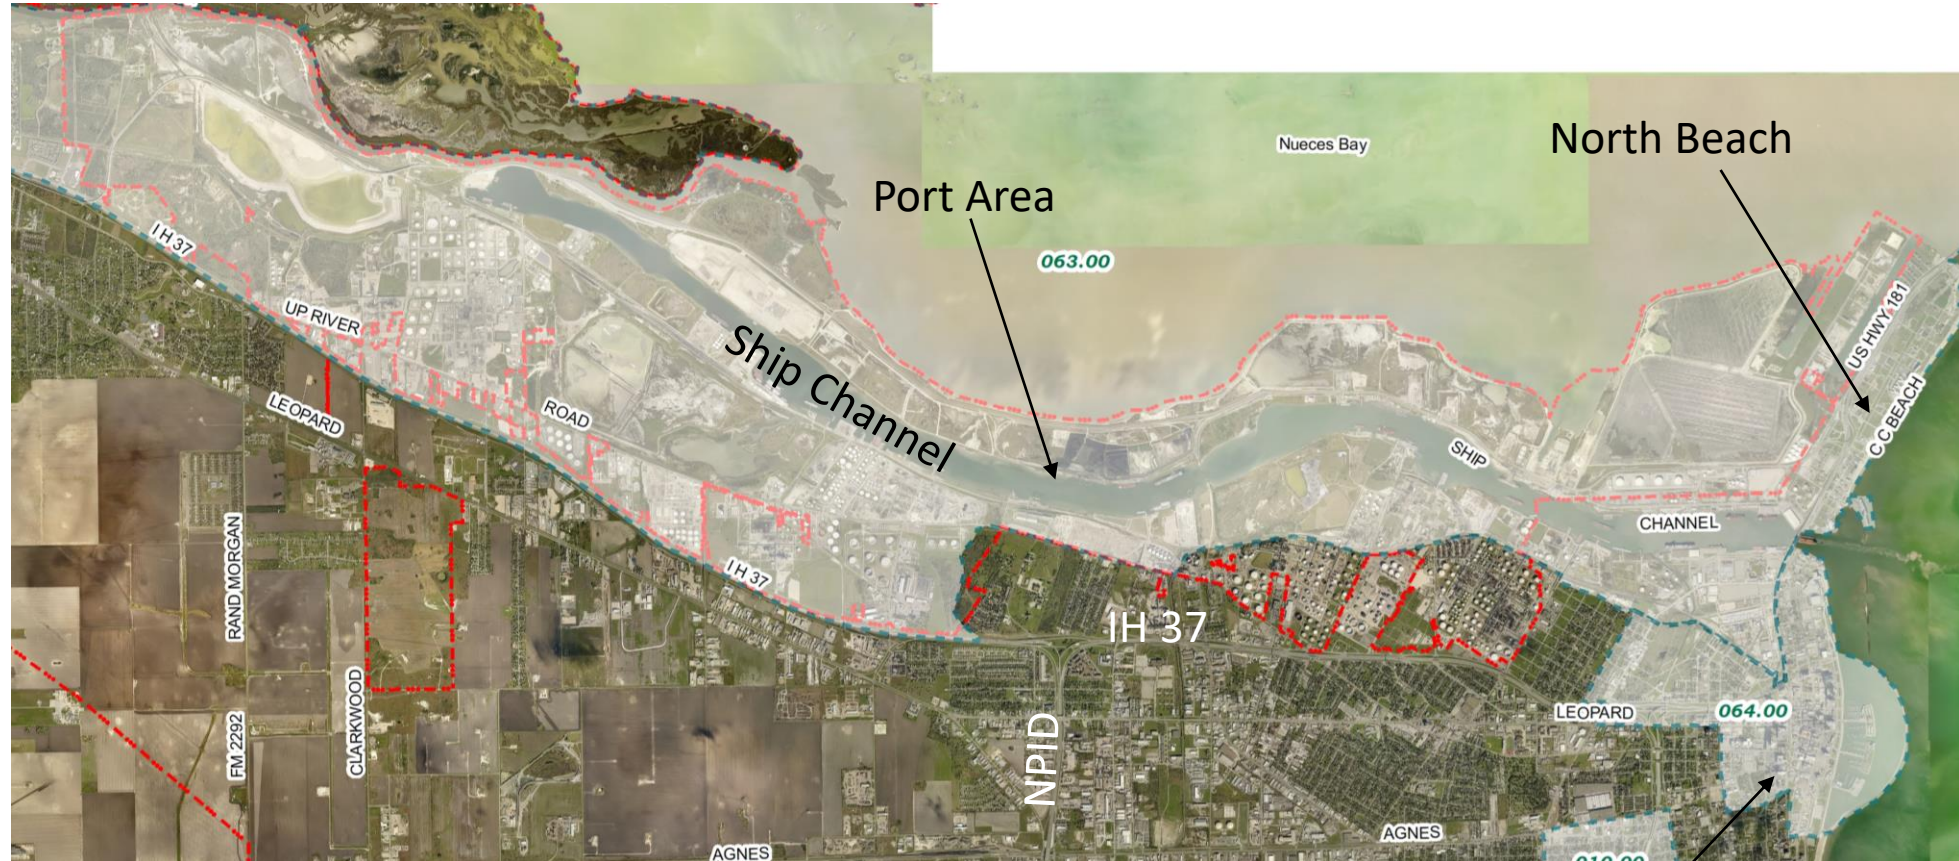 Nueces Bay
North Beach
Port Area
063.00
I H 37
US HWY 181
UP RIVER
Ship Channel
C C BEACH
LEOPARD
ROAD
SHIP
CHANNEL
RAND MORGAN
I H 37
IH 37
CLARKWOOD
LEOPARD
064.00
FM 2292
NPID
AGNES
AGNES